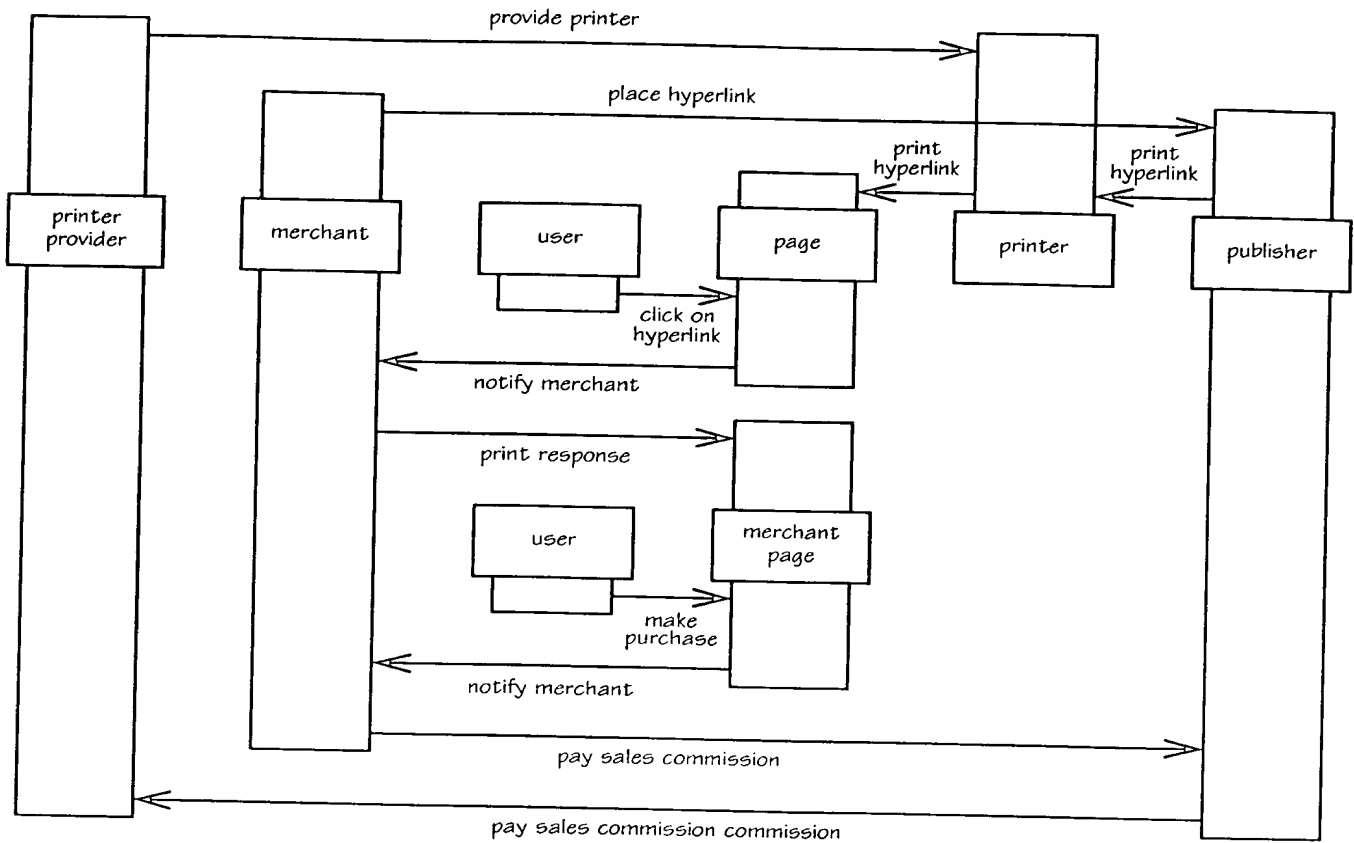 provide printer
place hyperlink
print
hyperlink
print
hyperlink
printer
provider
merchant
user
page
printer
publisher
click on
hyperlink
notify merchant
print response
user
merchant
page
make
purchase
notify merchant
pay sales commission
pay sales commission commission